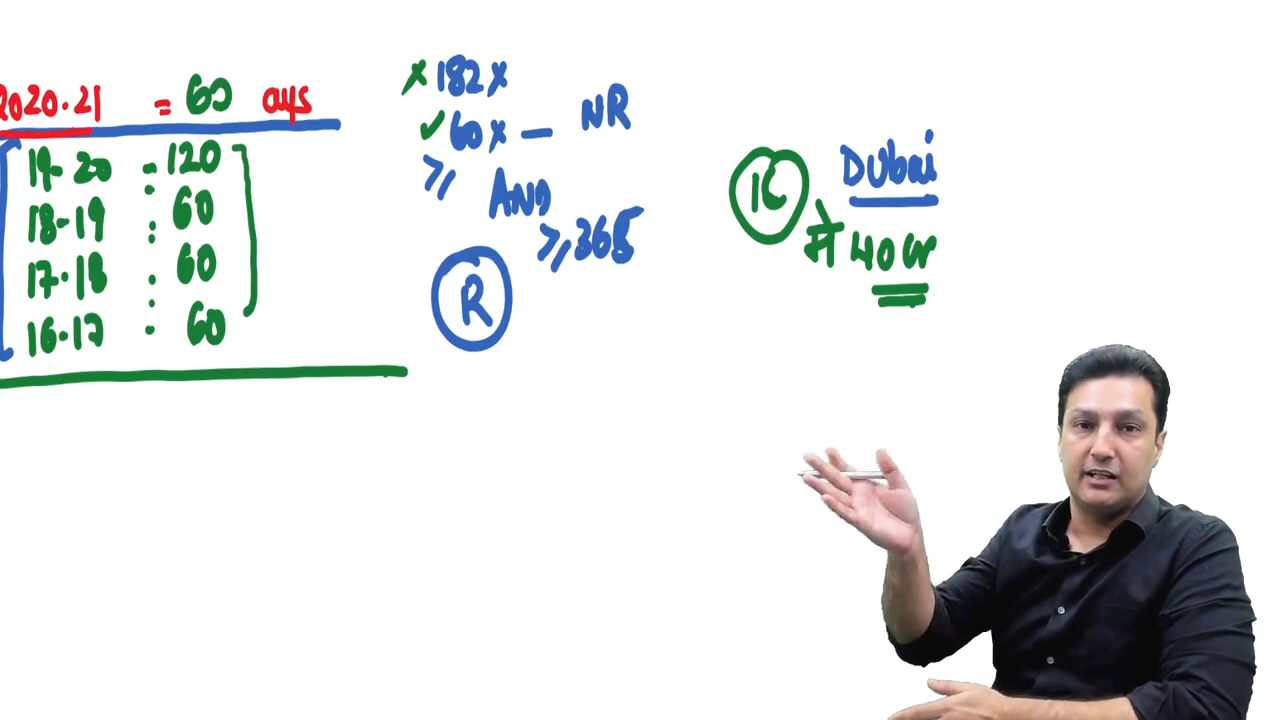 2020.21 = 60 ays
19-20 = 120
18-19 : 60
17.18 : 60
16.17 : 60
× 182 ×
✓ 60 × — NR
≥ AND
≥ 365
R
IC
Dubai
40 cr